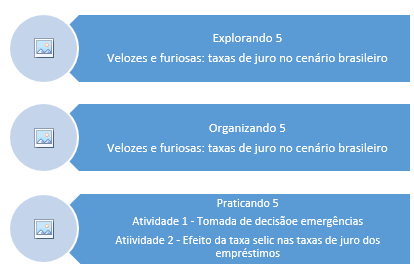 Explorando 5
Velozes e furiosas: taxas de juro no cenário brasileiro
Organizando 5
Velozes e furiosas: taxas de juro no cenário brasileiro
Praticando 5
Atividade 1 - Tomada de decisãoe emergências
Atiividade 2 - Efeito da taxa selic nas taxas de juro dos
empréstimos